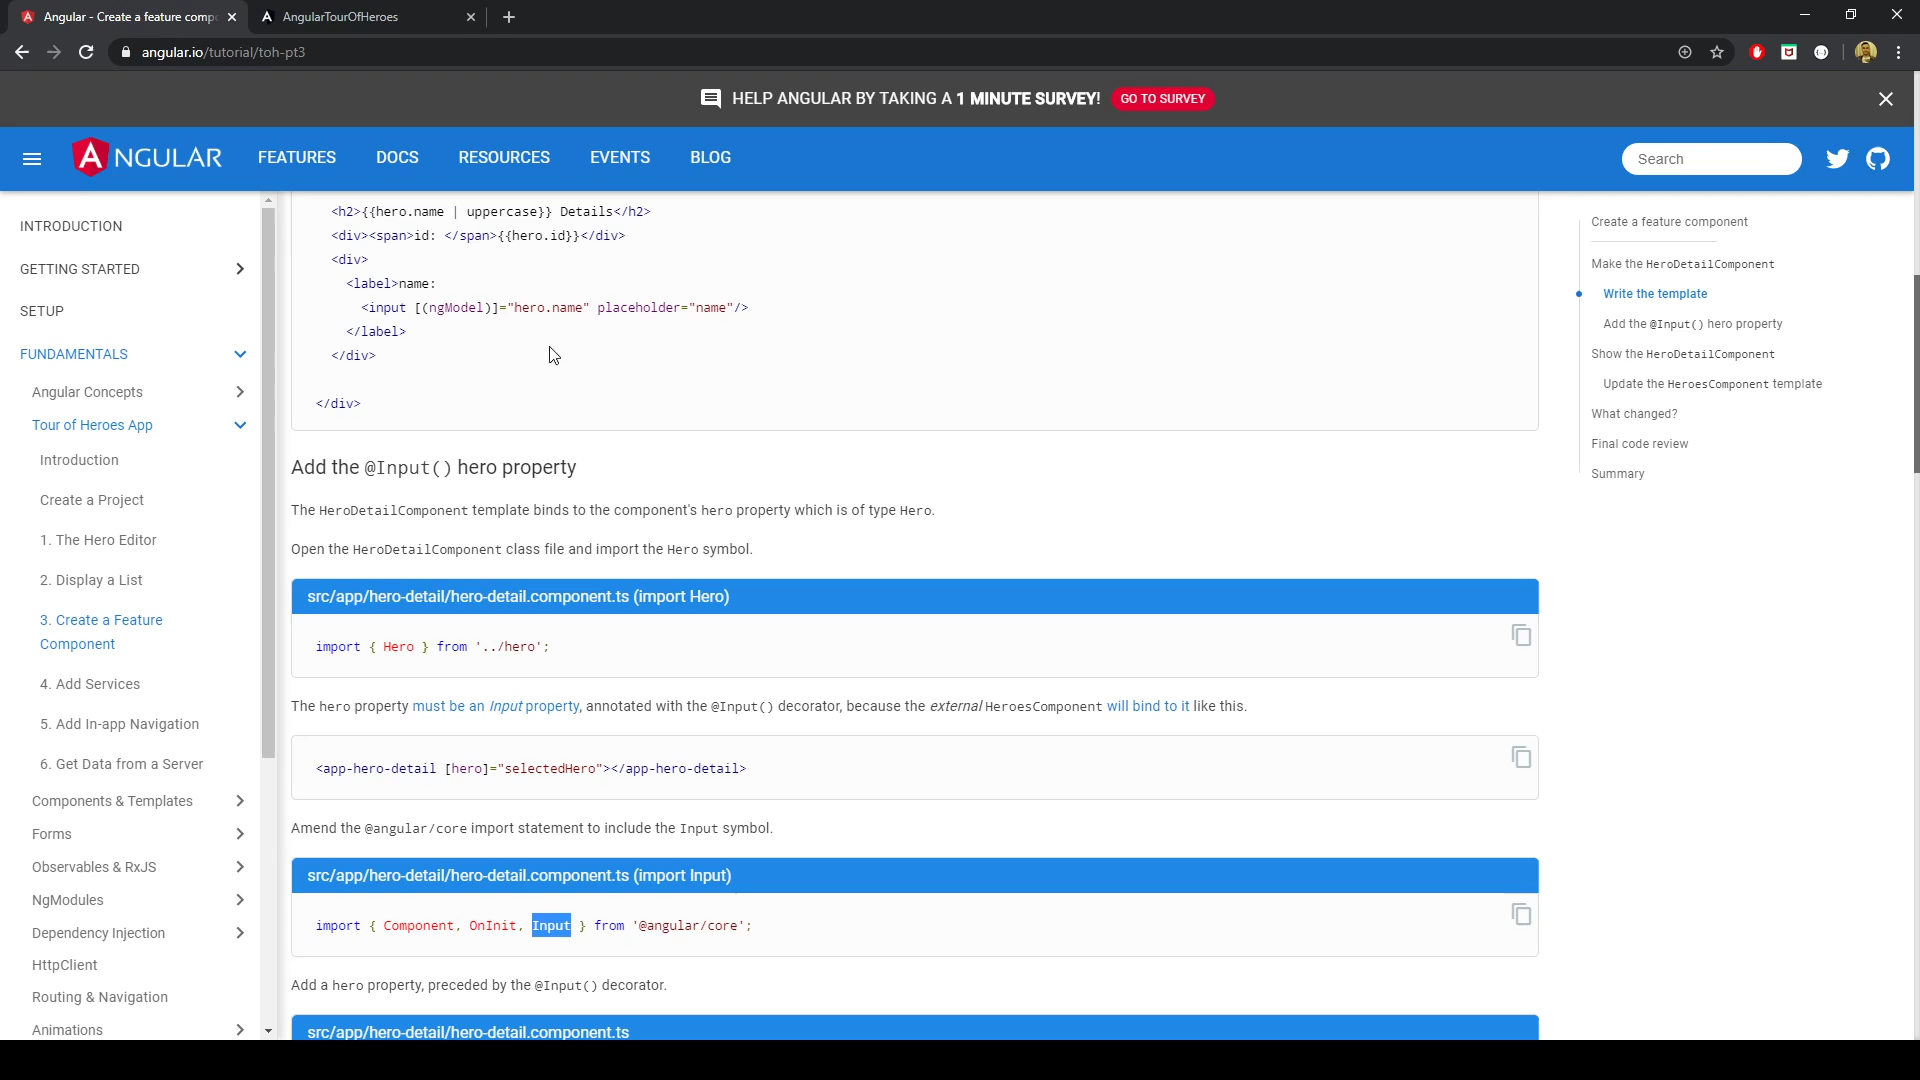 Angular - Create a feature comp
AngularTourOfHeroes
angular.io/tutorial/toh-pt3
HELP ANGULAR BY TAKING A 1 MINUTE SURVEY!
GO TO SURVEY
ANGULAR
FEATURES
DOCS
RESOURCES
EVENTS
BLOG
Search
INTRODUCTION
GETTING STARTED
SETUP
FUNDAMENTALS
Angular Concepts
Tour of Heroes App
Introduction
Create a Project
1. The Hero Editor
2. Display a List
3. Create a Feature
Component
4. Add Services
5. Add In-app Navigation
6. Get Data from a Server
Components & Templates
Forms
Observables & RxJS
NgModules
Dependency Injection
HttpClient
Routing & Navigation
Animations
<h2>{{hero.name | uppercase}} Details</h2>
<div><span>id: </span>{{hero.id}}</div>
<div>
<label>name:
<input [(ngModel)]="hero.name" placeholder="name"/>
</label>
</div>
</div>
Add the @Input() hero property
The HeroDetailComponent template binds to the component's hero property which is of type Hero.
Open the HeroDetailComponent class file and import the Hero symbol.
src/app/hero-detail/hero-detail.component.ts (import Hero)
import { Hero } from '../hero';
The hero property must be an Input property, annotated with the @Input() decorator, because the external HeroesComponent will bind to it like this.
<app-hero-detail [hero]="selectedHero"></app-hero-detail>
Amend the @angular/core import statement to include the Input symbol.
src/app/hero-detail/hero-detail.component.ts (import Input)
import { Component, OnInit, Input } from '@angular/core';
Add a hero property, preceded by the @Input() decorator.
src/app/hero-detail/hero-detail.component.ts
Create a feature component
Make the HeroDetailComponent
Write the template
Add the @Input() hero property
Show the HeroDetailComponent
Update the HeroesComponent template
What changed?
Final code review
Summary